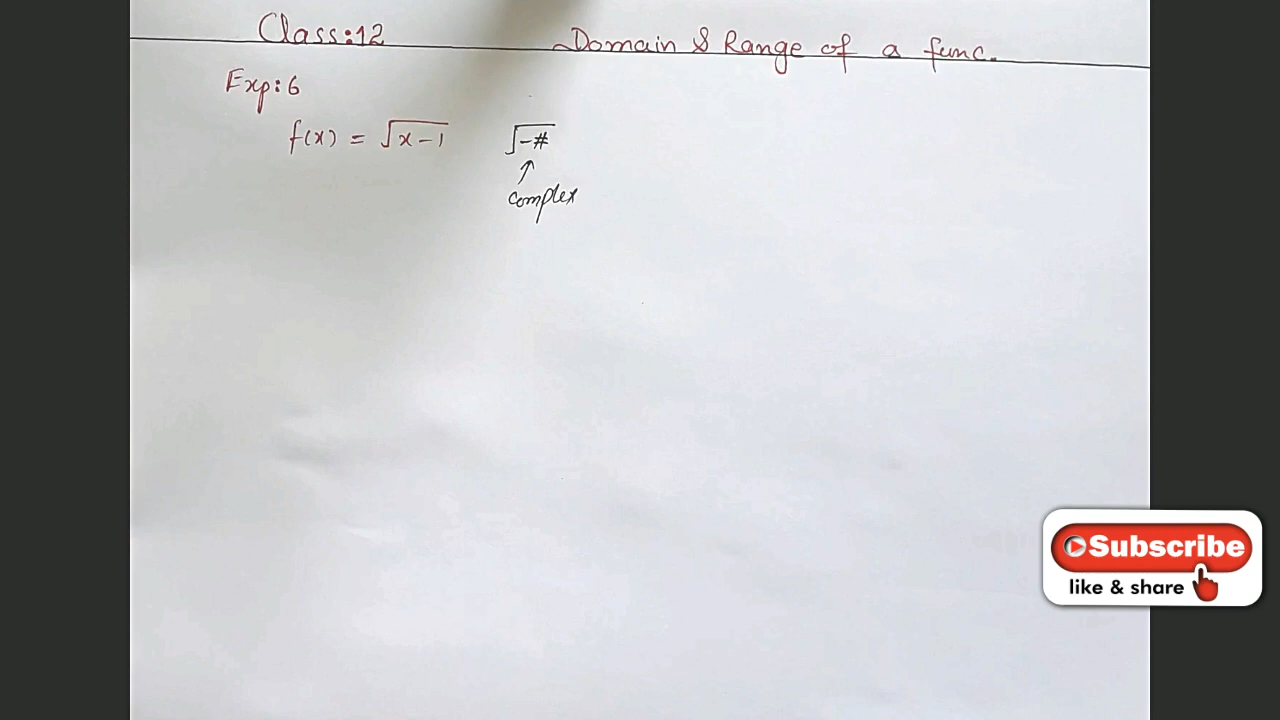 Class:12
Domain & Range of a func.
Exp:6
f(x) = √x-1
√-#
↑
complex
Subscribe
like & share